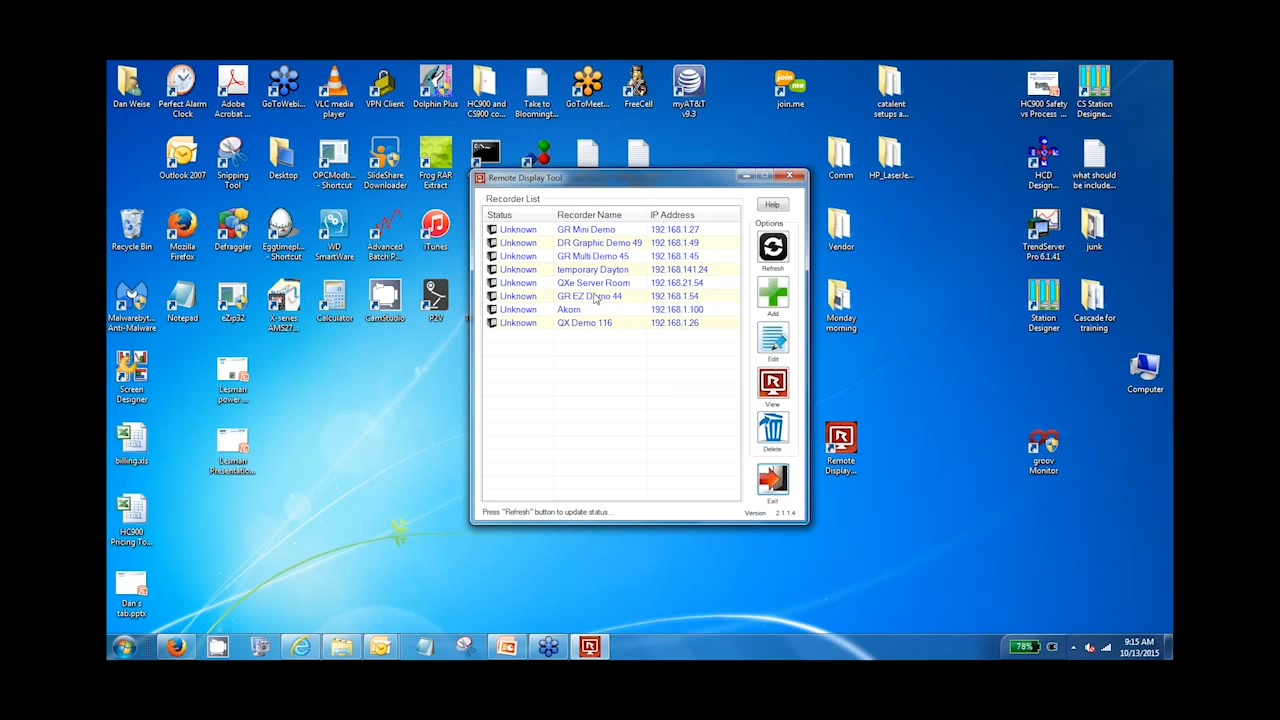 Dan Weise
Perfect Alarm
Clock
Adobe
Acrobat ...
GoToWebi...
VLC media
player
VPN Client
Dolphin Plus
HC900 and
CS900 co...
Take to
Bloomingt...
GoToMeet...
FreeCell
myAT&T
v9.3
join.me
catalent
setups a...
HC900 Safety
vs Process ...
CS Station
Designe...
Outlook 2007
Snipping
Tool
Desktop
OPCModb...
- Shortcut
SlideShare
Downloader
Frog RAR
Extract
Comm
HP_LaserJe...
HCD
Design...
what should
be include...
Recycle Bin
Mozilla
Firefox
Defraggler
Eggtimepl...
- Shortcut
WD
SmartWare
Advanced
Batch P...
iTunes
Vendor
TrendServer
Pro 6.1.41
junk
Malwarebyt...
Anti-Malware
Notepad
eZip32
X-series
AMS27...
Calculator
CamStudio
P2V
Monday
morning
Station
Designer
Cascade for
training
Screen
Designer
Lesman
power ...
Computer
billing.xls
Lesman
Presentatio...
Remote
Display...
groov
Monitor
HC900
Pricing To...
Dan's
tab.pptx
Remote Display Tool
Recorder List
Help
Status Recorder Name IP Address
Options
Unknown GR Mini Demo 192.168.1.27
Unknown DR Graphic Demo 49 192.168.1.49
Unknown GR Multi Demo 45 192.168.1.45
Unknown temporary Dayton 192.168.141.24
Unknown QXe Server Room 192.168.21.54
Unknown GR EZ Demo 44 192.168.1.54
Unknown Akorn 192.168.1.100
Unknown QX Demo 116 192.168.1.26
Refresh
Add
Edit
View
Delete
Exit
Press "Refresh" button to update status...
Version 2.1.1.4
78%
9:15 AM
10/13/2015